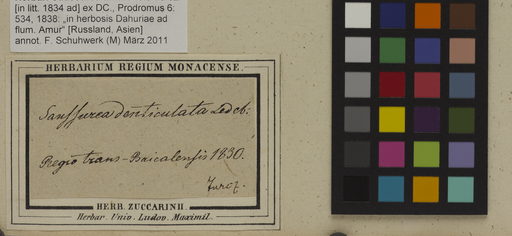 [in litt. 1834 ad] ex DC., Prodromus 6:
534, 1838: „in herbosis Dahuriae ad
flum. Amur“ [Russland, Asien]
annot. F. Schuhwerk (M) März 2011
HERBARIUM REGIUM MONACENSE.
Saussurea denticulata Ledeb:
Regio trans-Baicalensis 1830.
Turcz.
HERB. ZUCCARINII.
Herbar. Univ. Ludov. Maximil.